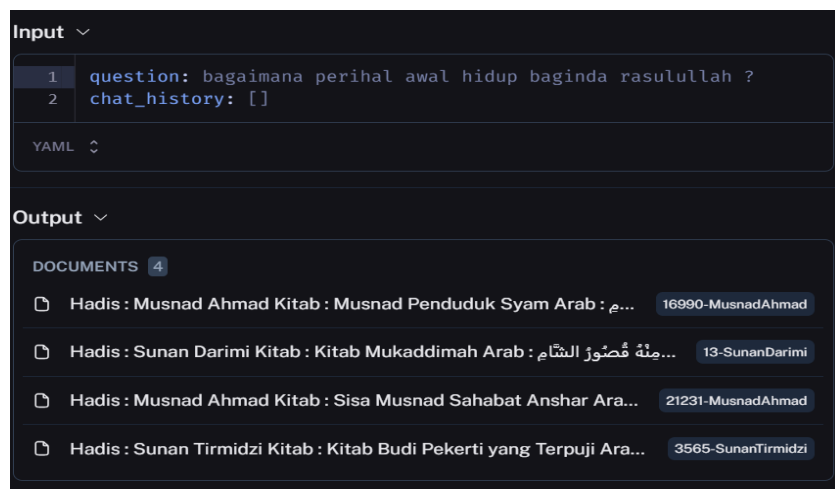 Input
1 question: bagaimana perihal awal hidup baginda rasulullah ?
2 chat_history: []
YAML
Output
DOCUMENTS 4
Hadis : Musnad Ahmad Kitab : Musnad Penduduk Syam Arab : م... 16990-MusnadAhmad
Hadis : Sunan Darimi Kitab : Kitab Mukaddimah Arab : مِنْهُ قُصُورُ الشَّامِ... 13-SunanDarimi
Hadis : Musnad Ahmad Kitab : Sisa Musnad Sahabat Anshar Ara... 21231-MusnadAhmad
Hadis : Sunan Tirmidzi Kitab : Kitab Budi Pekerti yang Terpuji Ara... 3565-SunanTirmidzi